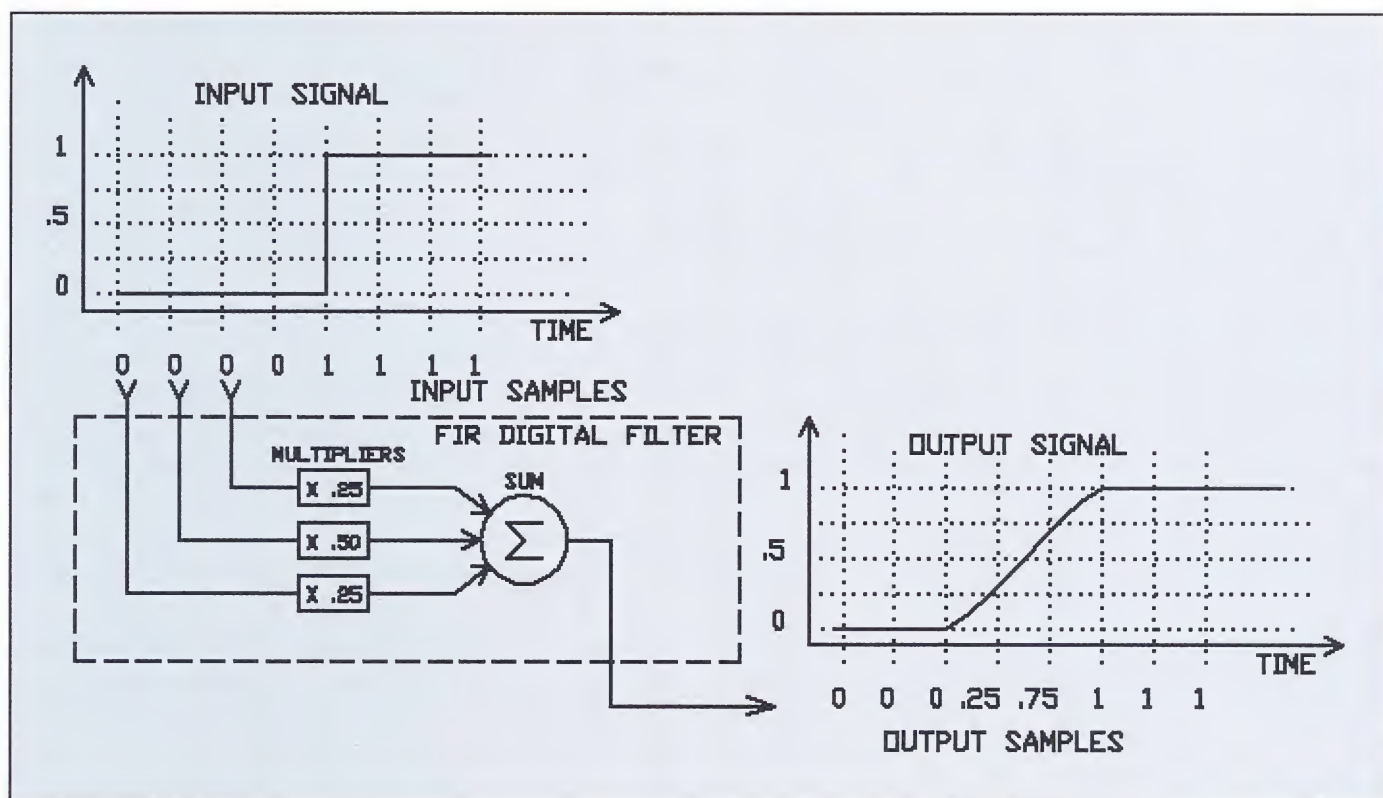 INPUT SIGNAL
1
.5
0
TIME
0 0 0 0 1 1 1 1
INPUT SAMPLES
FIR DIGITAL FILTER
MULTIPLIERS
X .25
SUM
X .50
Σ
X .25
OUTPUT SIGNAL
1
.5
0
TIME
0 0 0 .25 .75 1 1 1
OUTPUT SAMPLES